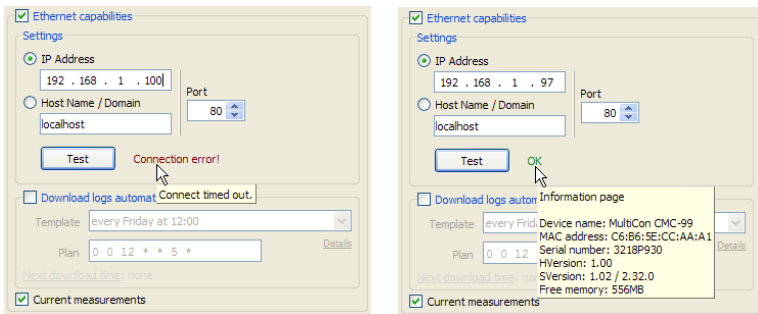 Ethernet capabilities
Settings
IP Address
192 . 168 . 1 . 100
Host Name / Domain
localhost
Port
80
Test
Connection error!
Connect timed out.
Download logs automat
Template
every Friday at 12:00
Plan
0 0 12 * * 5 *
Details
Next download time: none
Current measurements
Ethernet capabilities
Settings
IP Address
192 . 168 . 1 . 97
Host Name / Domain
localhost
Port
80
Test
OK
Information page
Device name: MultiCon CMC-99
MAC address: C6:B6:5E:CC:AA:A1
Serial number: 3218P930
HVersion: 1.00
SVersion: 1.02 / 2.32.0
Free memory: 556MB
Download logs autom
Template
every Frid
Plan
0 0 12
Details
Next download time: no
Current measurements